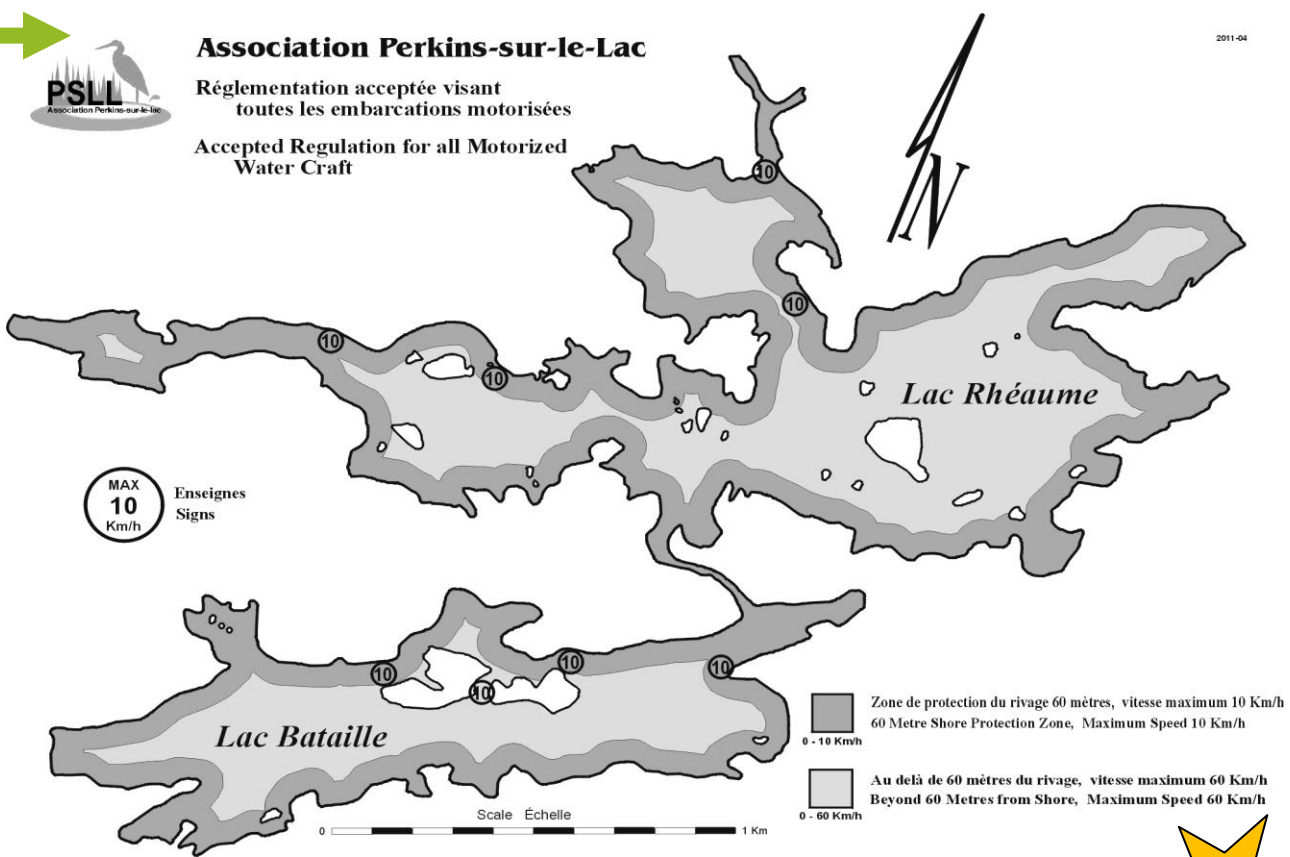 Association Perkins-sur-le-Lac
2011-04
PSLL
Association Perkins-sur-le-lac
Réglementation acceptée visant
toutes les embarcations motorisées
Accepted Regulation for all Motorized
Water Craft
N
10
10
10
10
Lac Rhéaume
MAX
10
Km/h
Enseignes
Signs
10
10
10
10
Lac Bataille
Zone de protection du rivage 60 mètres, vitesse maximum 10 Km/h
60 Metre Shore Protection Zone, Maximum Speed 10 Km/h
0 - 10 Km/h
Au delà de 60 mètres du rivage, vitesse maximum 60 Km/h
Beyond 60 Metres from Shore, Maximum Speed 60 Km/h
0 - 60 Km/h
Scale Échelle
0 1 Km